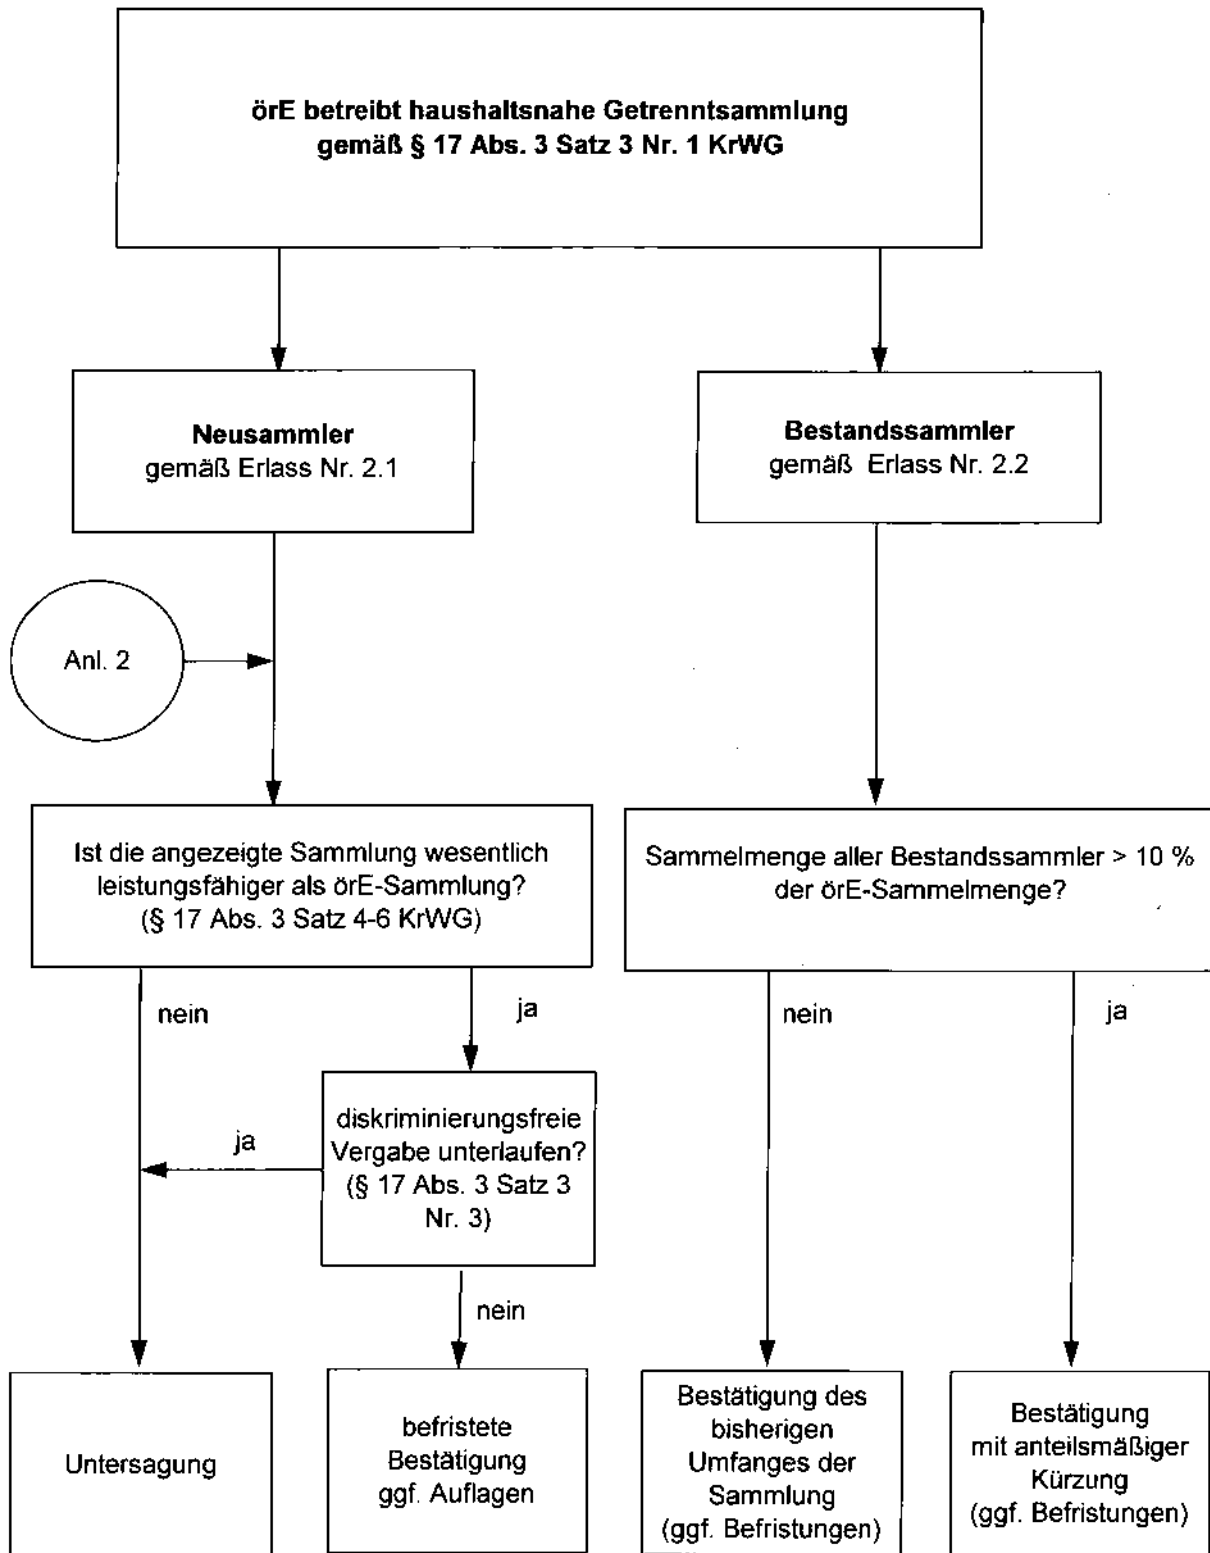 örE betreibt haushaltsnahe Getrenntsammlung
gemäß § 17 Abs. 3 Satz 3 Nr. 1 KrWG
Neusammler
gemäß Erlass Nr. 2.1
Bestandssammler
gemäß Erlass Nr. 2.2
Anl. 2
Ist die angezeigte Sammlung wesentlich
leistungsfähiger als örE-Sammlung?
(§ 17 Abs. 3 Satz 4-6 KrWG)
Sammelmenge aller Bestandssammler > 10 %
der örE-Sammelmenge?
nein
ja
nein
ja
diskriminierungsfreie
Vergabe unterlaufen?
(§ 17 Abs. 3 Satz 3
Nr. 3)
ja
nein
Untersagung
befristete
Bestätigung
ggf. Auflagen
Bestätigung des
bisherigen
Umfanges der
Sammlung
(ggf. Befristungen)
Bestätigung
mit anteilsmäßiger
Kürzung
(ggf. Befristungen)